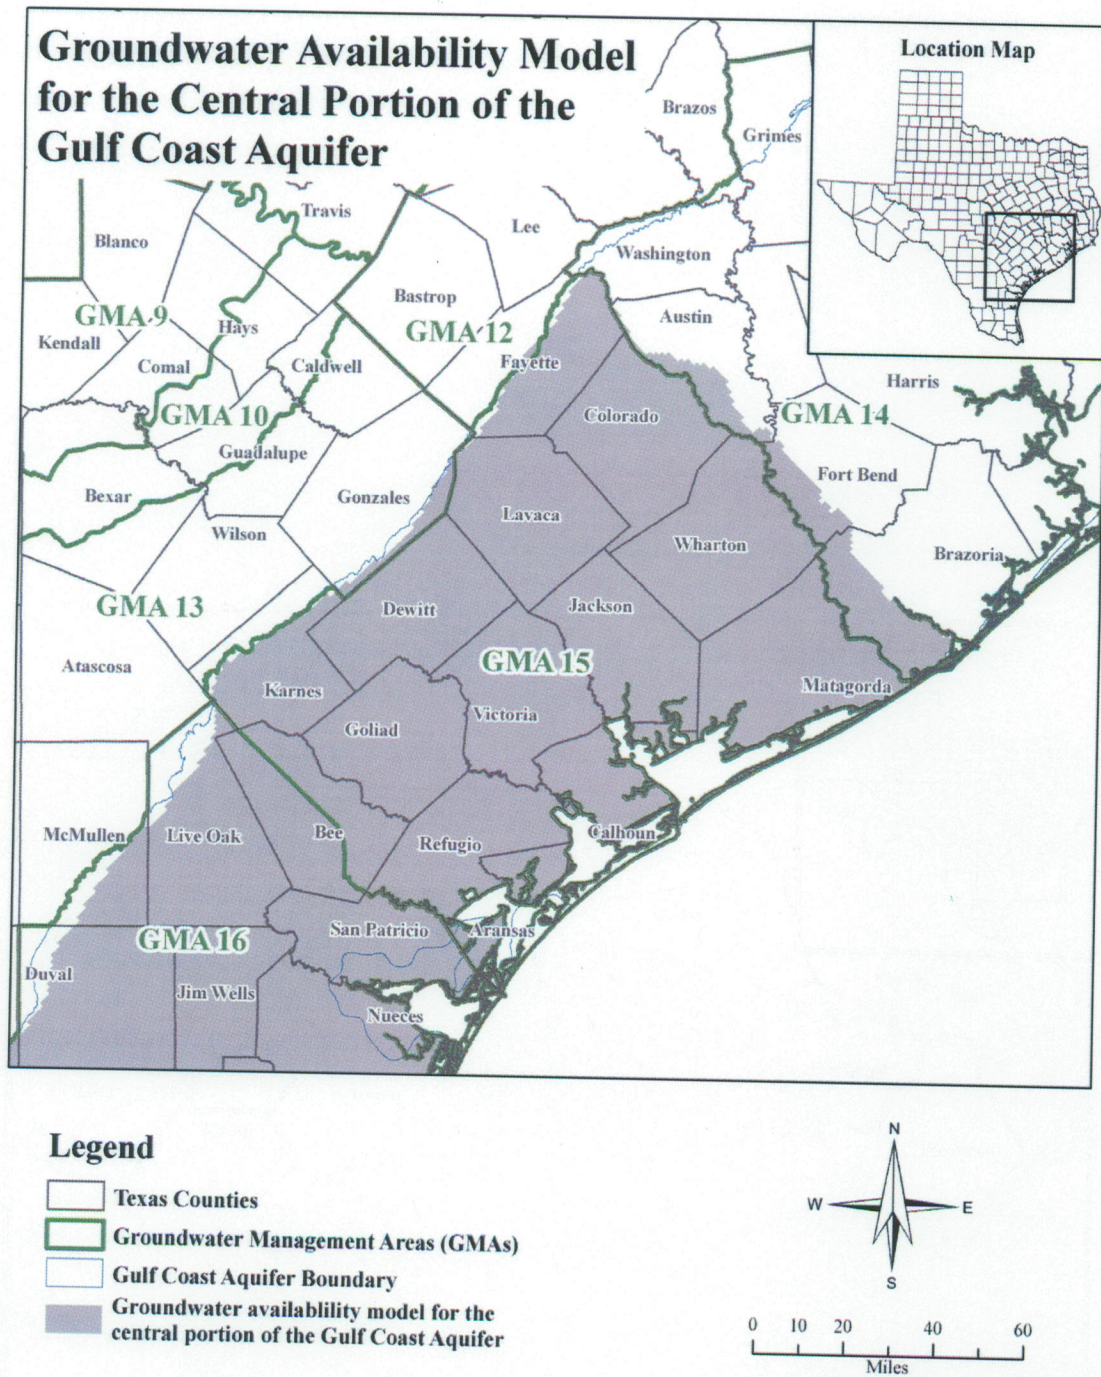 Groundwater Availability Model
for the Central Portion of the
Gulf Coast Aquifer
Location Map
Brazos
Grimes
Travis
Lee
Blanco
Washington
Bastrop
GMA 9
Hays
GMA 12
Austin
Kendall
Comal
Caldwell
Fayette
Harris
GMA 10
Colorado
GMA 14
Guadalupe
Fort Bend
Bexar
Gonzales
Lavaca
Wilson
Wharton
Brazoria
GMA 13
Dewitt
Jackson
Atascosa
GMA 15
Karnes
Matagorda
Victoria
Goliad
McMullen
Live Oak
Bee
Refugio
Calhoun
GMA 16
San Patricio
Aransas
Duval
Jim Wells
Nueces
Legend
Texas Counties
Groundwater Management Areas (GMAs)
Gulf Coast Aquifer Boundary
Groundwater availablility model for the
central portion of the Gulf Coast Aquifer
N
W
E
S
0 10 20 40 60
Miles